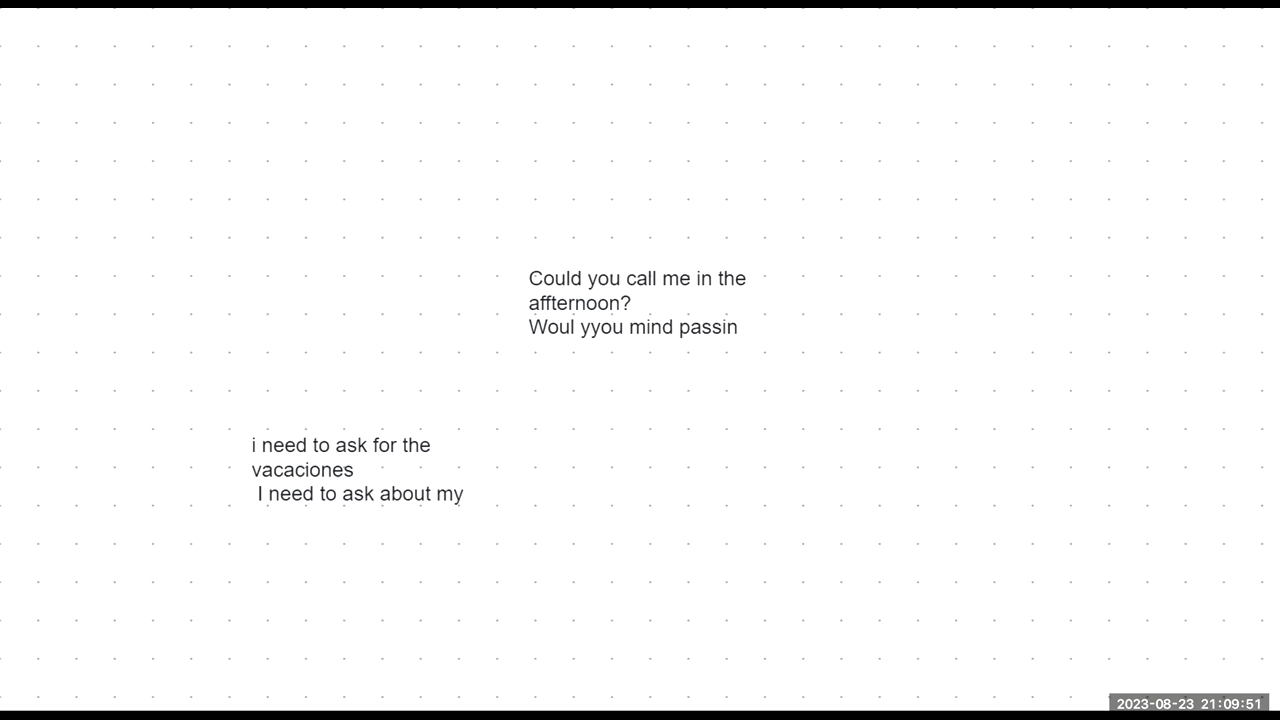 Could you call me in the
affternoon?
Woul yyou mind passin
i need to ask for the
vacaciones
I need to ask about my
2023-08-23 21:09:51